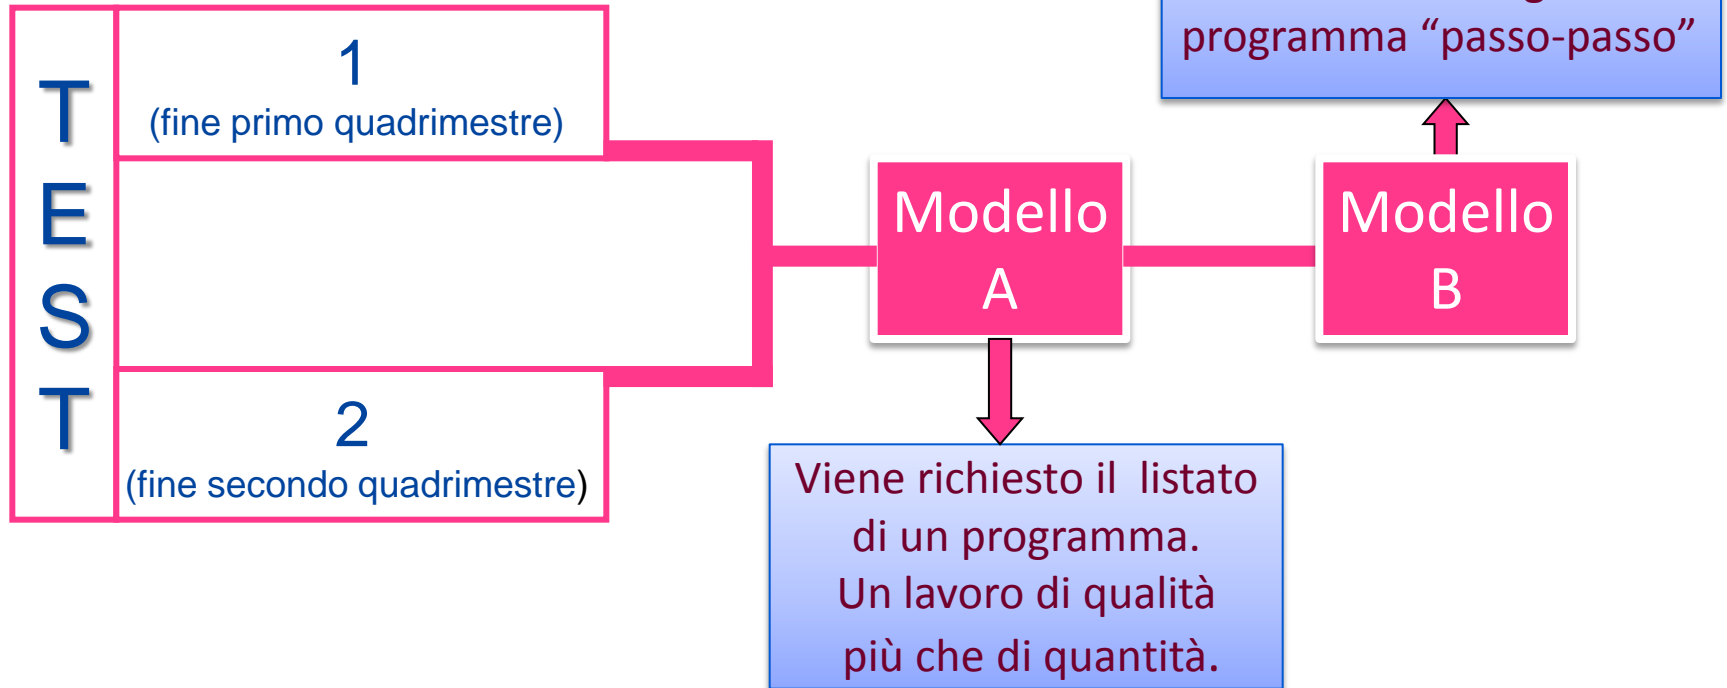 TEST
1
(fine primo quadrimestre)
2
(fine secondo quadrimestre)
programma “passo-passo”
Modello
A
Modello
B
Viene richiesto il listato
di un programma.
Un lavoro di qualità
più che di quantità.